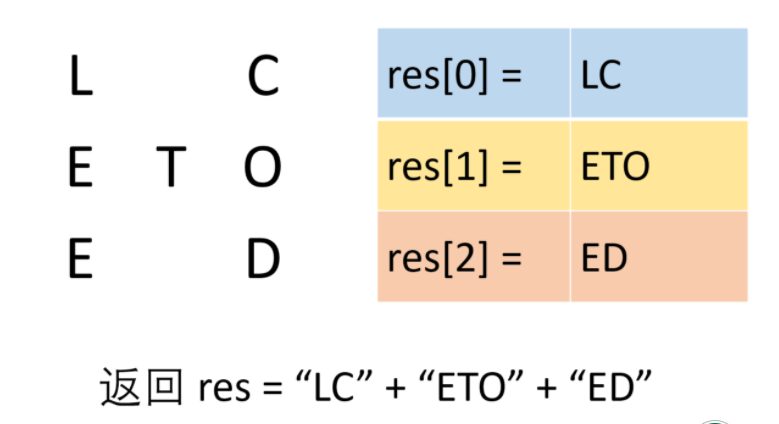 L C res[0] = LC
E T O res[1] = ETO
E D res[2] = ED
返回 res = “LC” + “ETO” + “ED”